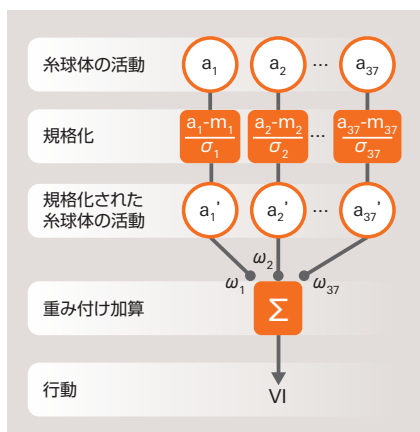 糸球体の活動 a1 a2 ... a37
規格化 a1-m1/σ1 a2-m2/σ2 ... a37-m37/σ37
規格化された
糸球体の活動 a1' a2' ... a37'
ω1 ω2 ω37
重み付け加算 Σ
行動 VI